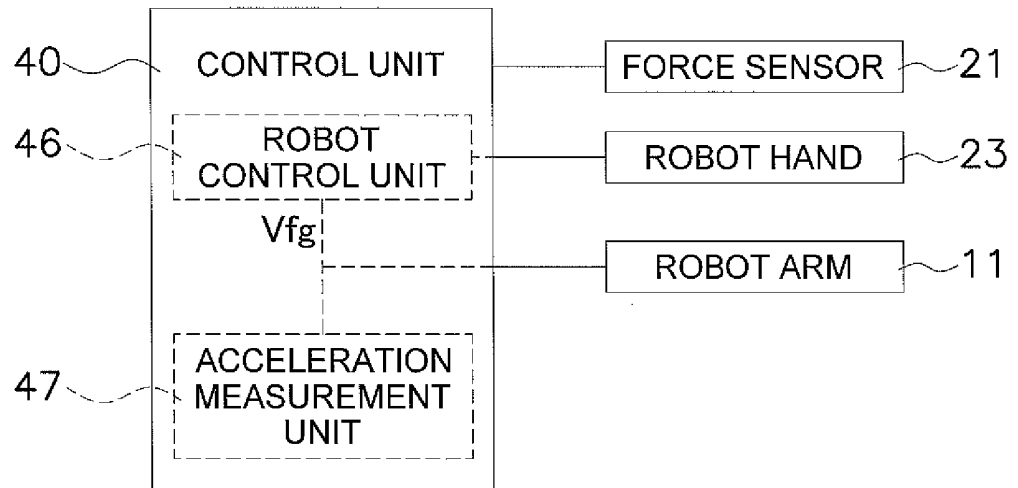 40
CONTROL UNIT
FORCE SENSOR
21
46
ROBOT
CONTROL UNIT
ROBOT HAND
23
Vfg
ROBOT ARM
11
47
ACCELERATION
MEASUREMENT
UNIT